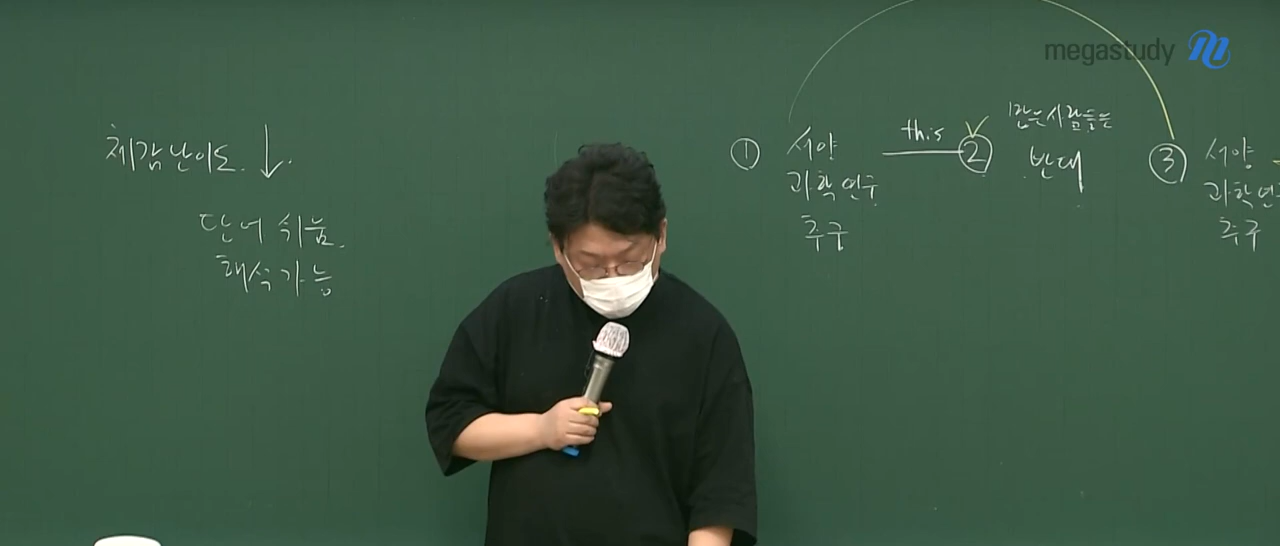 megastudy
체감난이도 ↓.
단어 쉬움.
해석가능
① 서양
과학연구
추구
this
② 많은사람들은
반대
③ 서양
과학연구
추구